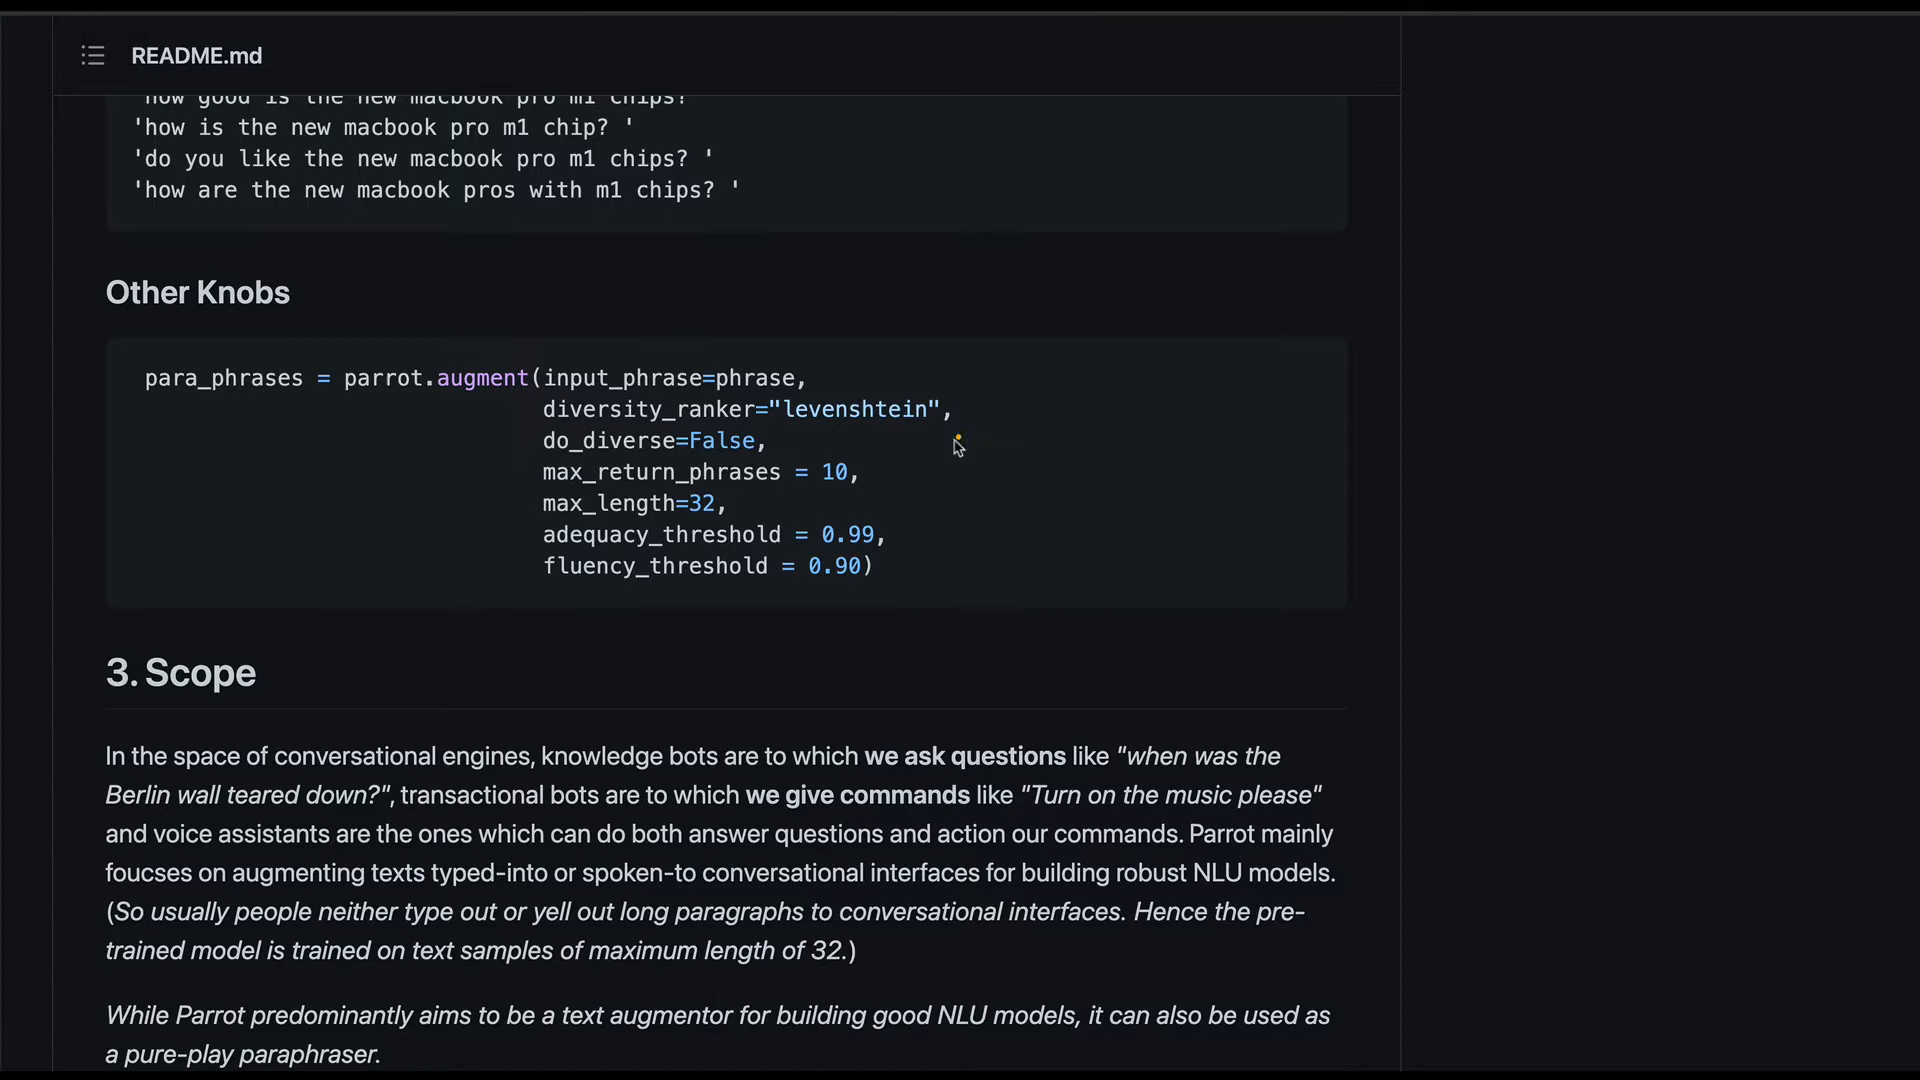 README.md
'how good is the new macbook pro m1 chips?
'how is the new macbook pro m1 chip? '
'do you like the new macbook pro m1 chips? '
'how are the new macbook pros with m1 chips? '
Other Knobs
para_phrases = parrot.augment(input_phrase=phrase,
diversity_ranker="levenshtein",
do_diverse=False,
max_return_phrases = 10,
max_length=32,
adequacy_threshold = 0.99,
fluency_threshold = 0.90)
3. Scope
In the space of conversational engines, knowledge bots are to which we ask questions like "when was the
Berlin wall teared down?", transactional bots are to which we give commands like "Turn on the music please"
and voice assistants are the ones which can do both answer questions and action our commands. Parrot mainly
foucses on augmenting texts typed-into or spoken-to conversational interfaces for building robust NLU models.
(So usually people neither type out or yell out long paragraphs to conversational interfaces. Hence the pre-
trained model is trained on text samples of maximum length of 32.)
While Parrot predominantly aims to be a text augmentor for building good NLU models, it can also be used as
a pure-play paraphraser.